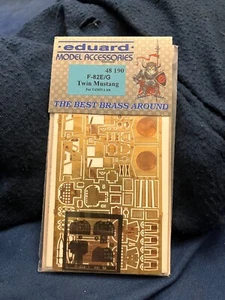 eduard
MODEL ACCESSORIES
48 190
F-82E/G
Twin Mustang
THE BEST BRASS AROUND